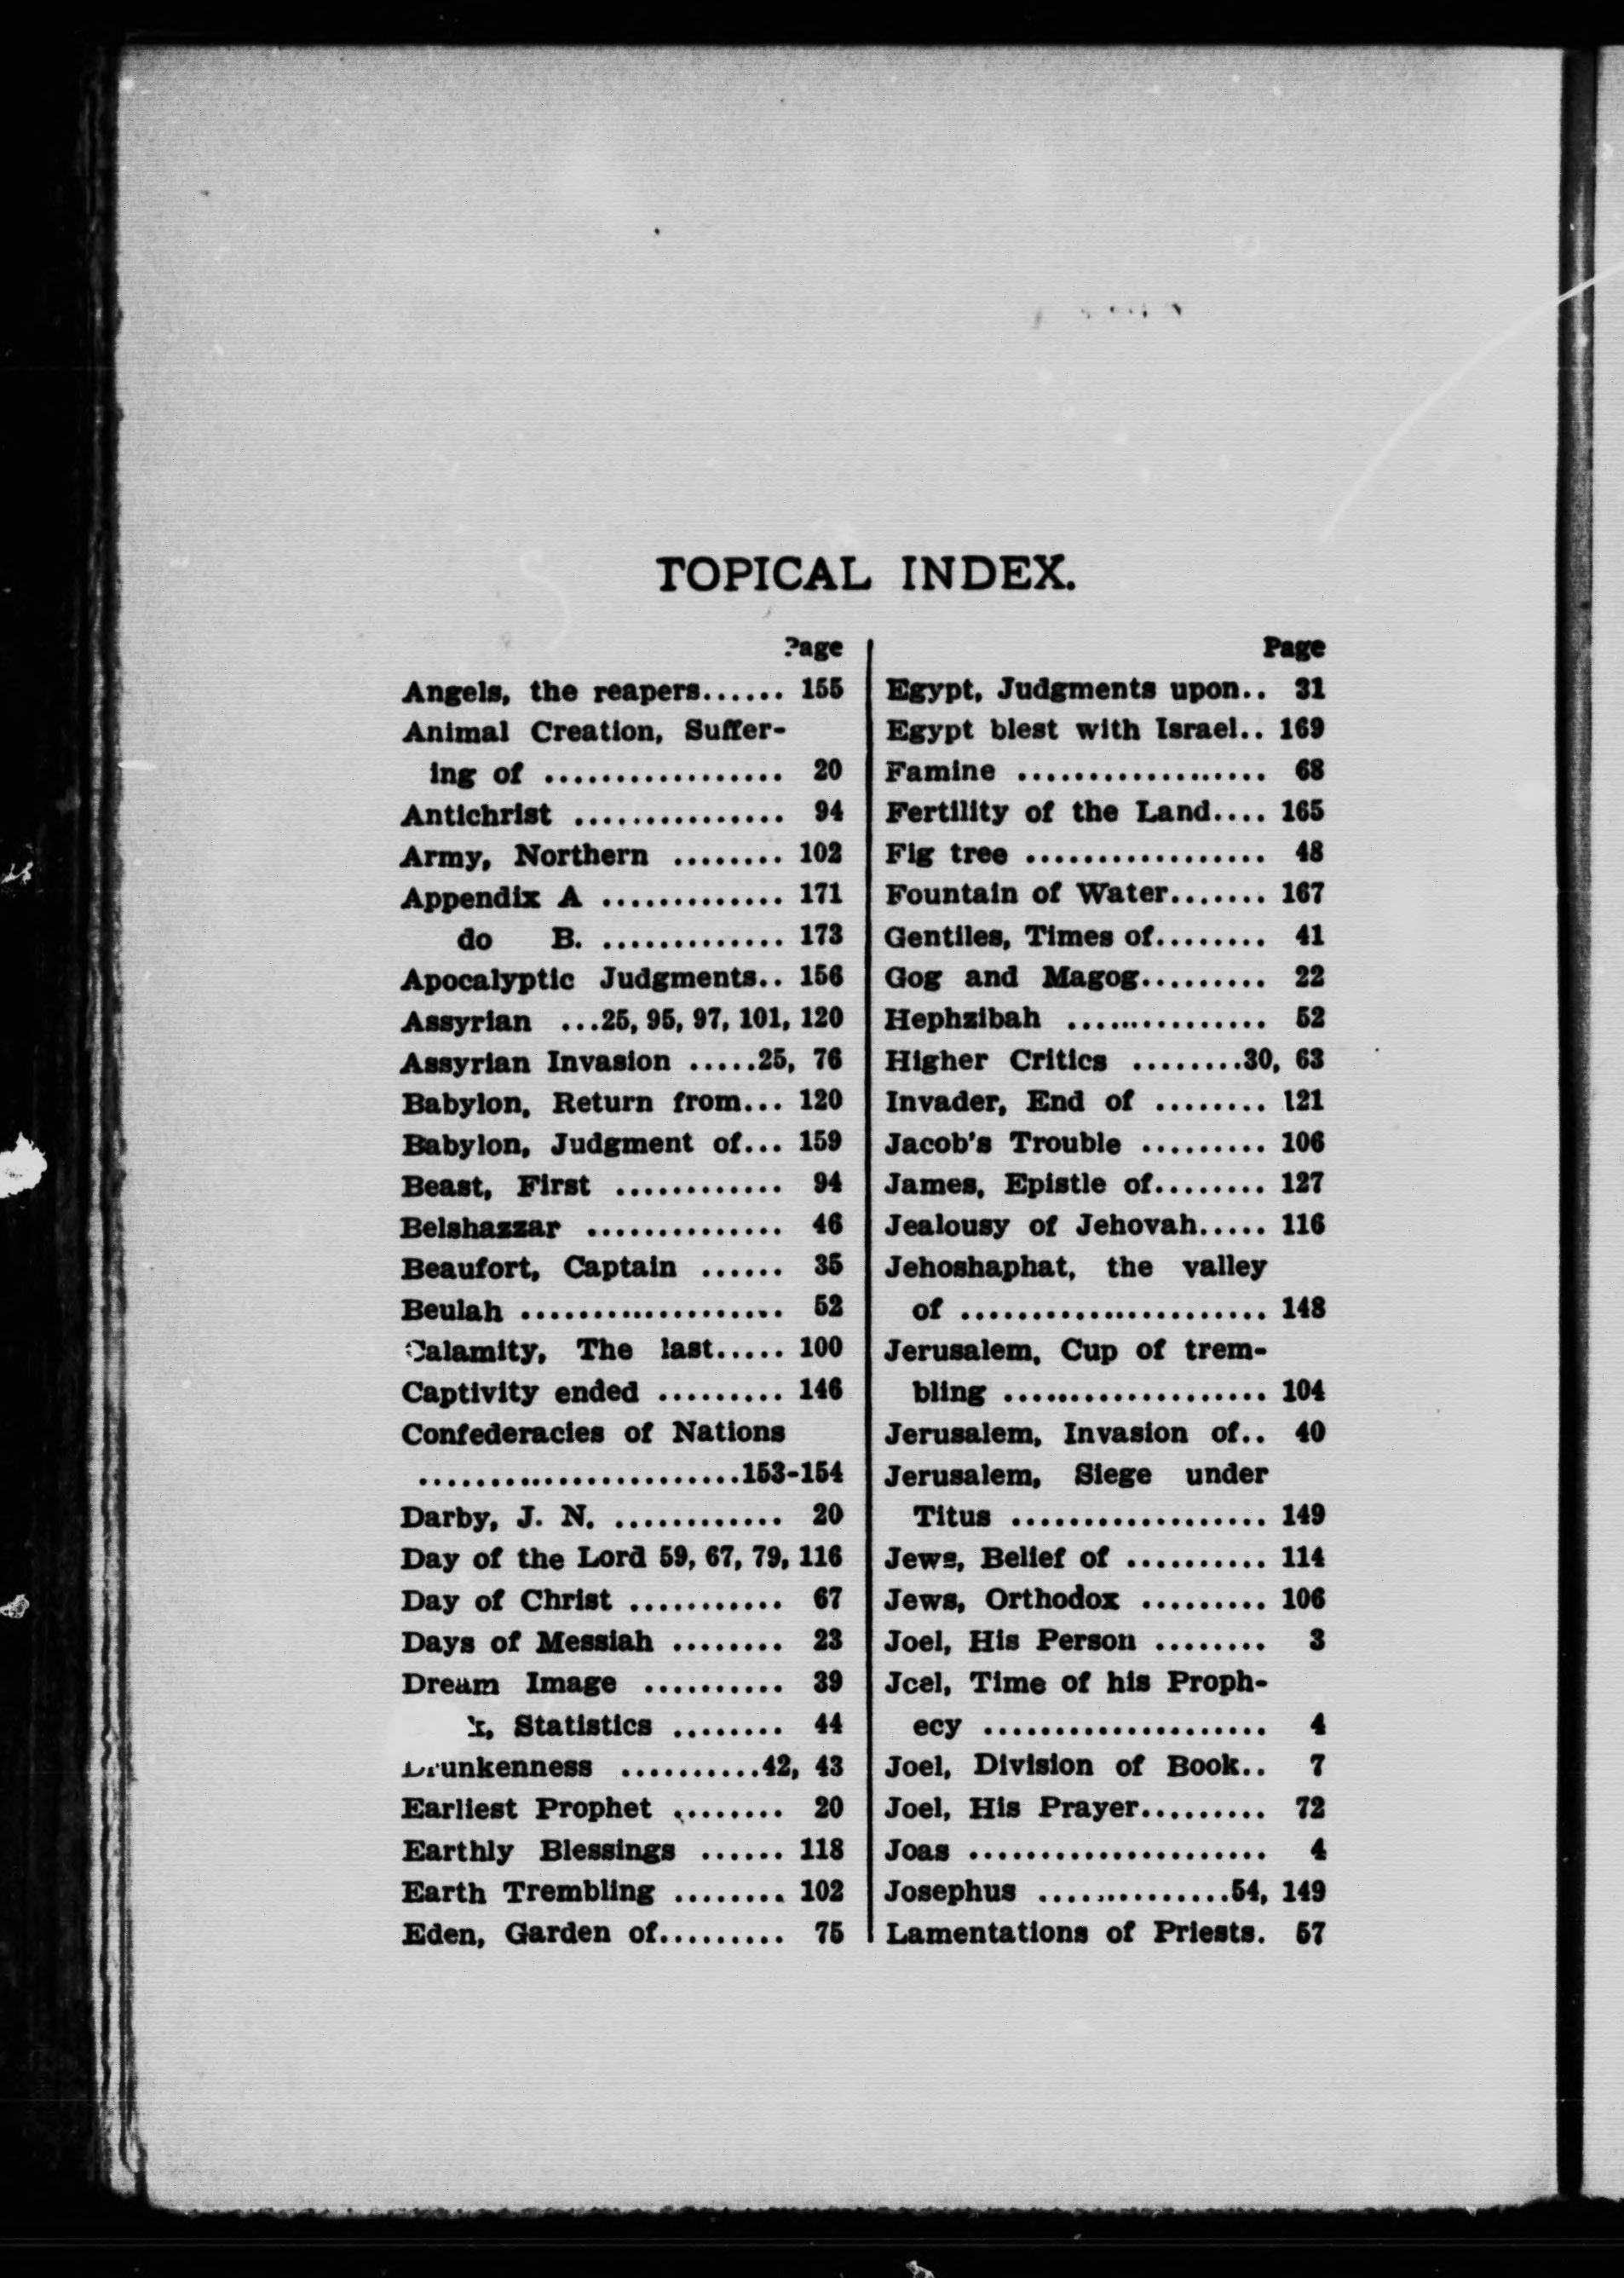 TOPICAL INDEX.
Page
Angels, the reapers...... 155
Animal Creation, Suffer-
ing of ................. 20
Antichrist ............... 94
Army, Northern ........ 102
Appendix A ............. 171
do B. ............. 173
Apocalyptic Judgments.. 156
Assyrian ...25, 95, 97, 101, 120
Assyrian Invasion .....25, 76
Babylon, Return from... 120
Babylon, Judgment of... 159
Beast, First ............ 94
Belshazzar .............. 46
Beaufort, Captain ...... 35
Beulah ................... 52
Calamity, The last..... 100
Captivity ended ......... 146
Confederacies of Nations
.......................153-154
Darby, J. N. ............ 20
Day of the Lord 59, 67, 79, 116
Day of Christ ........... 67
Days of Messiah ........ 23
Dream Image .......... 39
, Statistics ........ 44
Drunkenness ..........42, 43
Earliest Prophet ........ 20
Earthly Blessings ...... 118
Earth Trembling ........ 102
Eden, Garden of......... 75
Page
Egypt, Judgments upon.. 31
Egypt blest with Israel.. 169
Famine .................. 68
Fertility of the Land.... 165
Fig tree ................. 48
Fountain of Water....... 167
Gentiles, Times of........ 41
Gog and Magog......... 22
Hephzibah .............. 52
Higher Critics ........30, 63
Invader, End of ........ 121
Jacob's Trouble ......... 106
James, Epistle of........ 127
Jealousy of Jehovah..... 116
Jehoshaphat, the valley
of ...................... 148
Jerusalem, Cup of trem-
bling ................... 104
Jerusalem, Invasion of.. 40
Jerusalem, Siege under
Titus .................. 149
Jews, Belief of .......... 114
Jews, Orthodox ......... 106
Joel, His Person ........ 3
Jcel, Time of his Proph-
ecy .................... 4
Joel, Division of Book.. 7
Joel, His Prayer......... 72
Joas ..................... 4
Josephus ..............54, 149
Lamentations of Priests. 57